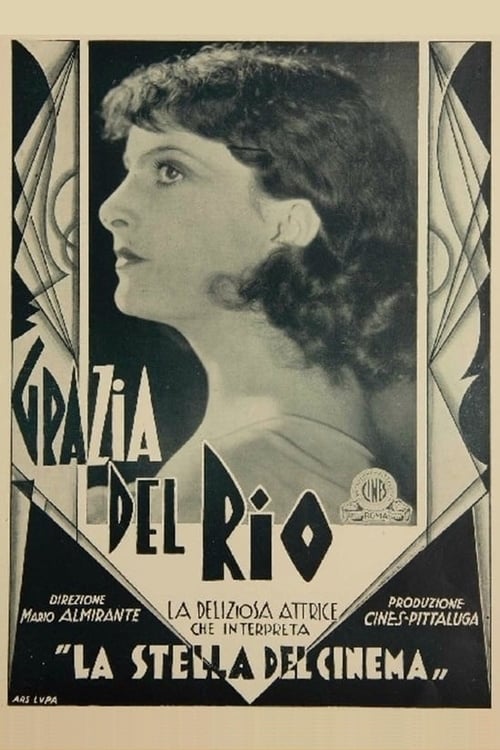 GRAZIA
DEL RIO
CINES
ROMA
DIREZIONE
MARIO ALMIRANTE
LA DELIZIOSA ATTRICE
CHE INTERPRETA
PRODUZIONE
CINES-PITTALUGA
"LA STELLA DEL CINEMA„
ARS LVPA